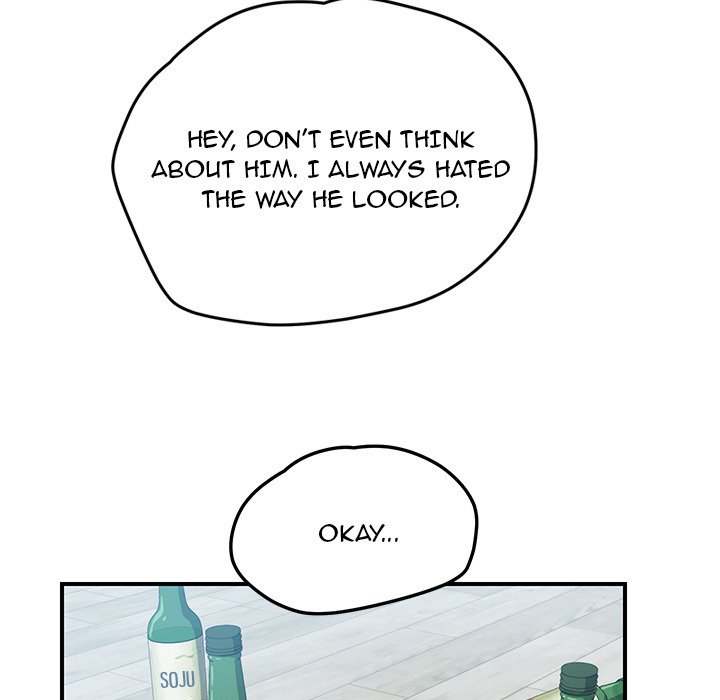 HEY, DON'T EVEN THINK
ABOUT HIM. I ALWAYS HATED
THE WAY HE LOOKED.
OKAY...
SOJU